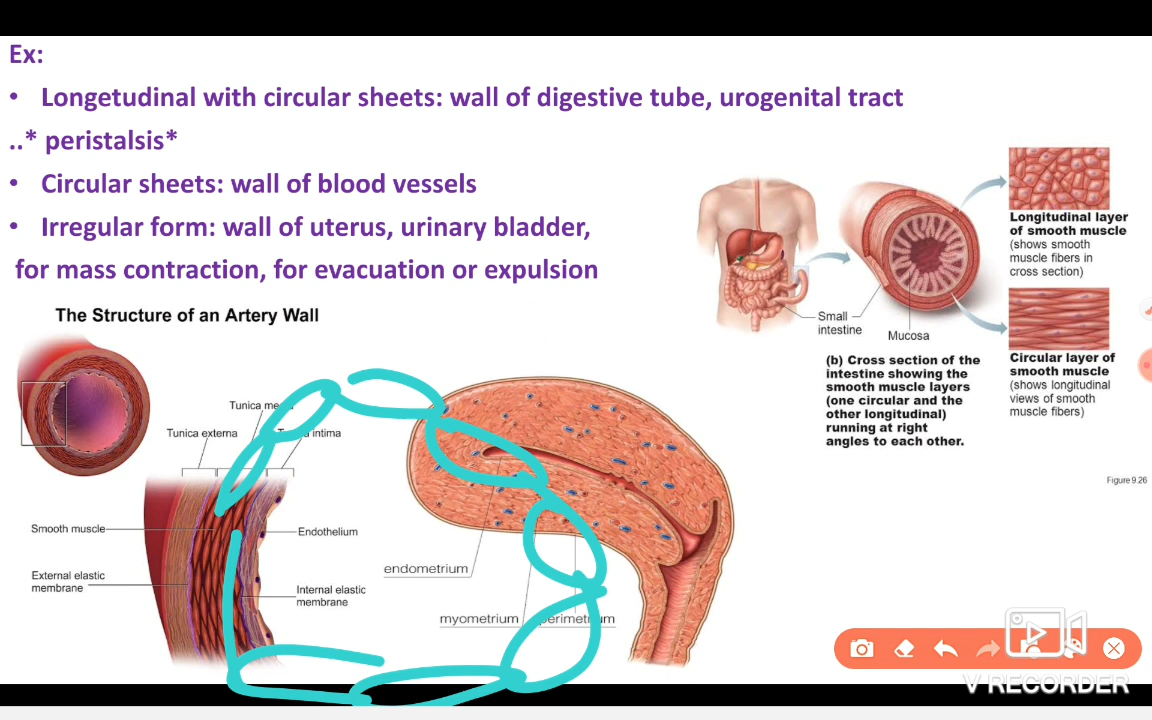 Ex:
• Longetudinal with circular sheets: wall of digestive tube, urogenital tract
..* peristalsis*
• Circular sheets: wall of blood vessels
• Irregular form: wall of uterus, urinary bladder,
for mass contraction, for evacuation or expulsion
Longitudinal layer
of smooth muscle
(shows smooth
muscle fibers in
cross section)
Small
intestine
Mucosa
Circular layer of
smooth muscle
(shows longitudinal
views of smooth
muscle fibers)
(b) Cross section of the
intestine showing the
smooth muscle layers
(one circular and the
other longitudinal)
running at right
angles to each other.
Figure 9.26
The Structure of an Artery Wall
Tunica
Tunica externa
intima
Smooth muscle
Endothelium
External elastic
membrane
Internal elastic
membrane
endometrium
myometrium
V RECORDER